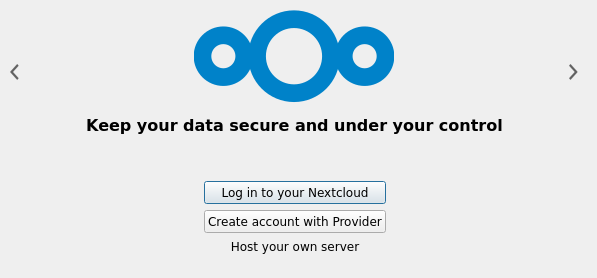 Keep your data secure and under your control
Log in to your Nextcloud
Create account with Provider
Host your own server